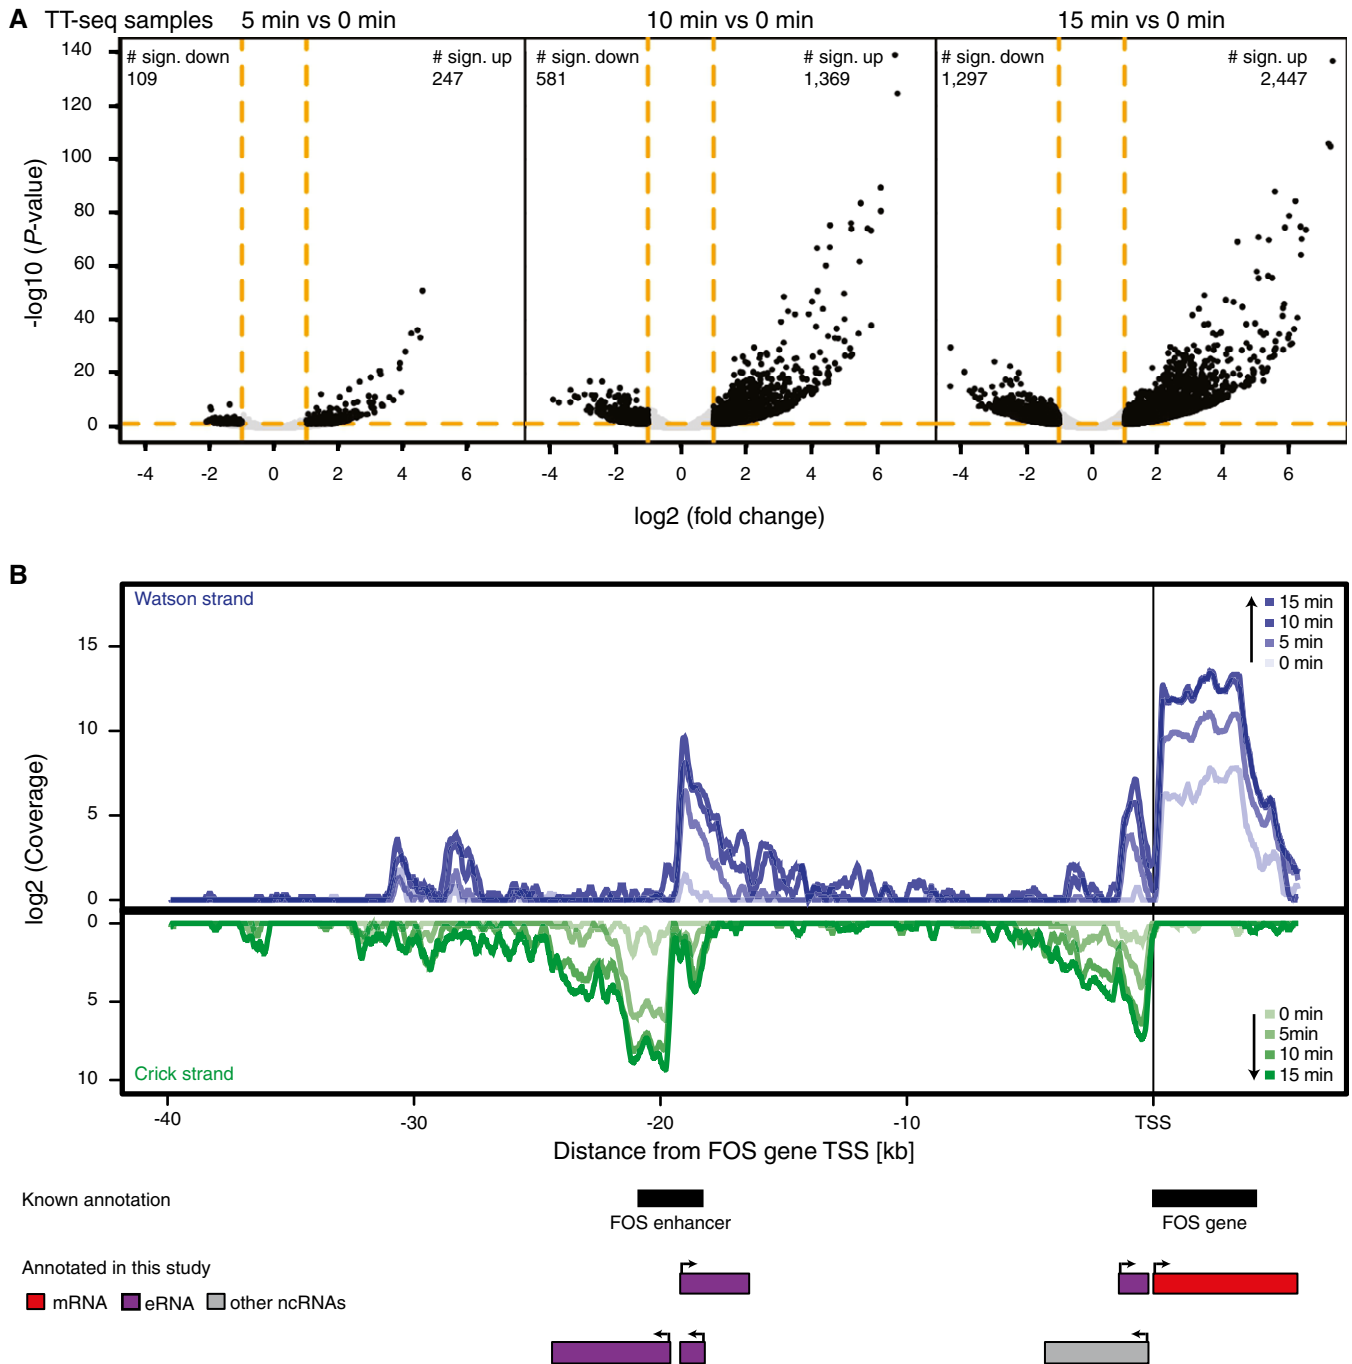 A TT-seq samples 5 min vs 0 min 10 min vs 0 min 15 min vs 0 min
# sign. down # sign. up # sign. down # sign. up # sign. down # sign. up
109 247 581 1,369 1,297 2,447
140
120
100
80
60
40
20
0
-log10 (P-value)
-4 -2 0 2 4 -4 -2 0 2 4 6 -4 -2 0 2 4 6
log2 (fold change)
B
Watson strand
15 min
10 min
5 min
0 min
15
10
5
0
log2 (Coverage)
0
5
10
0 min
5min
10 min
15 min
Crick strand
-40 -30 -20 -10 TSS
Distance from FOS gene TSS [kb]
Known annotation
FOS enhancer FOS gene
Annotated in this study
mRNA eRNA other ncRNAs